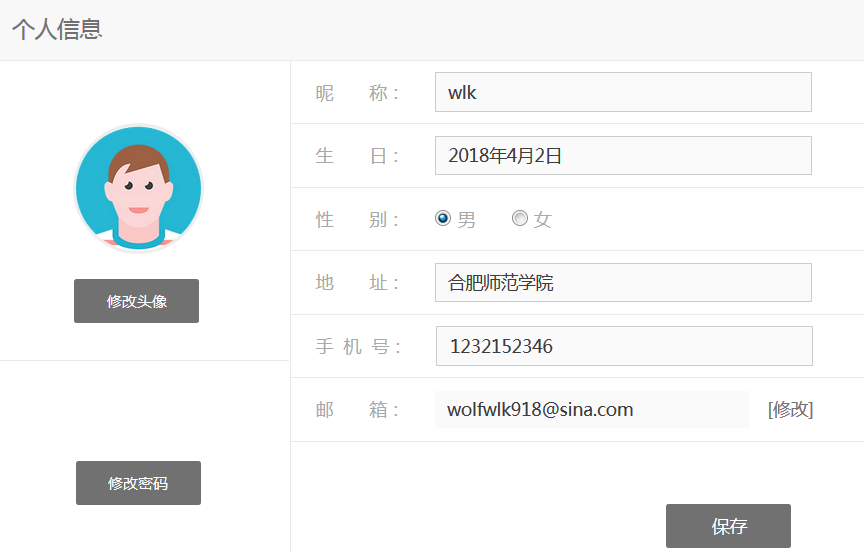 个人信息
修改头像
修改密码
昵 称： wlk
生 日： 2018年4月2日
性 别： 男 女
地 址： 合肥师范学院
手 机 号： 1232152346
邮 箱： wolfwlk918@sina.com [修改]
保存